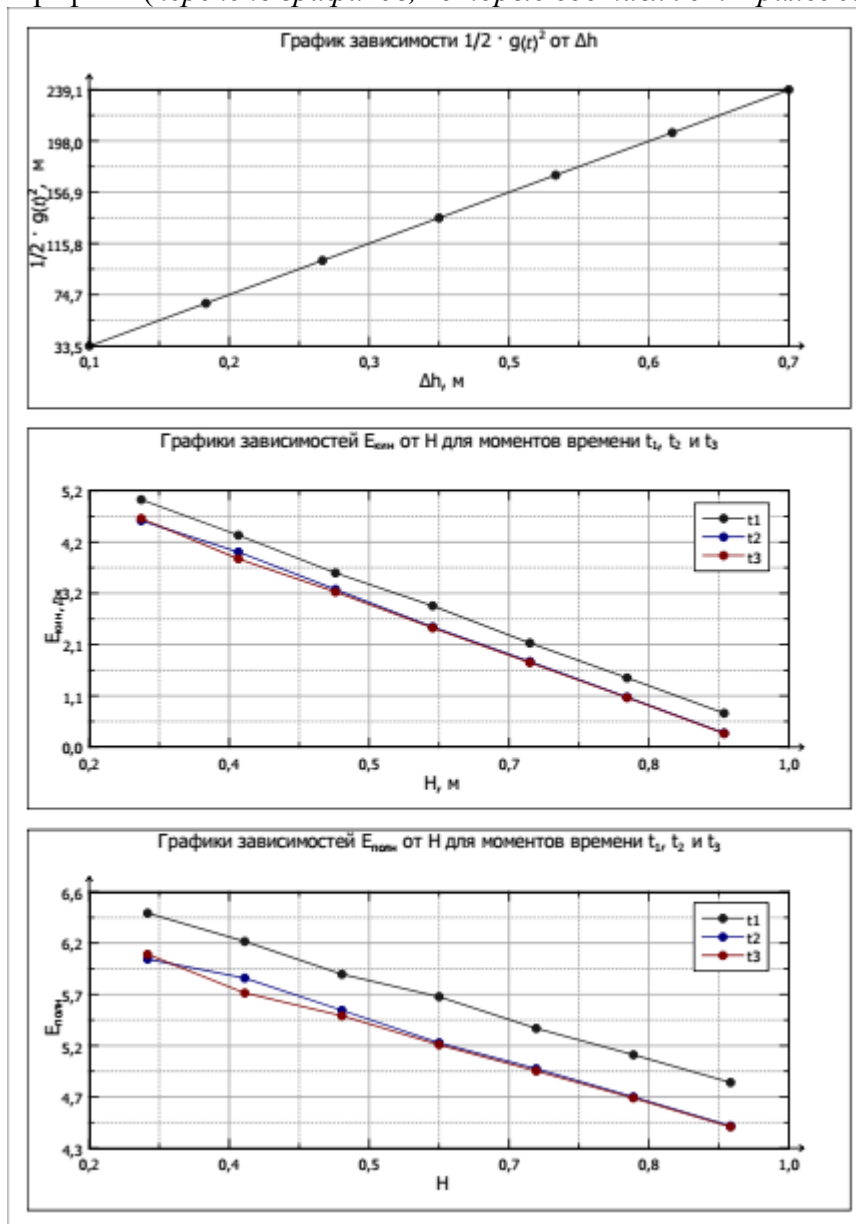 График зависимости 1/2 · g(t)² от Δh
1/2 · g(t)², м
239,1
198,0
156,9
115,8
74,7
33,5
0,1 0,2 0,3 0,5 0,6 0,7
Δh, м
Графики зависимостей Eкин от H для моментов времени t₁, t₂ и t₃
Eкин, Дж
5,2
4,2
3,2
2,1
1,1
0,0
t1
t2
t3
0,2 0,4 0,5 0,7 0,8 1,0
H, м
Графики зависимостей Eполн от H для моментов времени t₁, t₂ и t₃
Eполн
6,6
6,2
5,7
5,2
4,7
4,3
t1
t2
t3
0,2 0,4 0,5 0,7 0,8 1,0
H